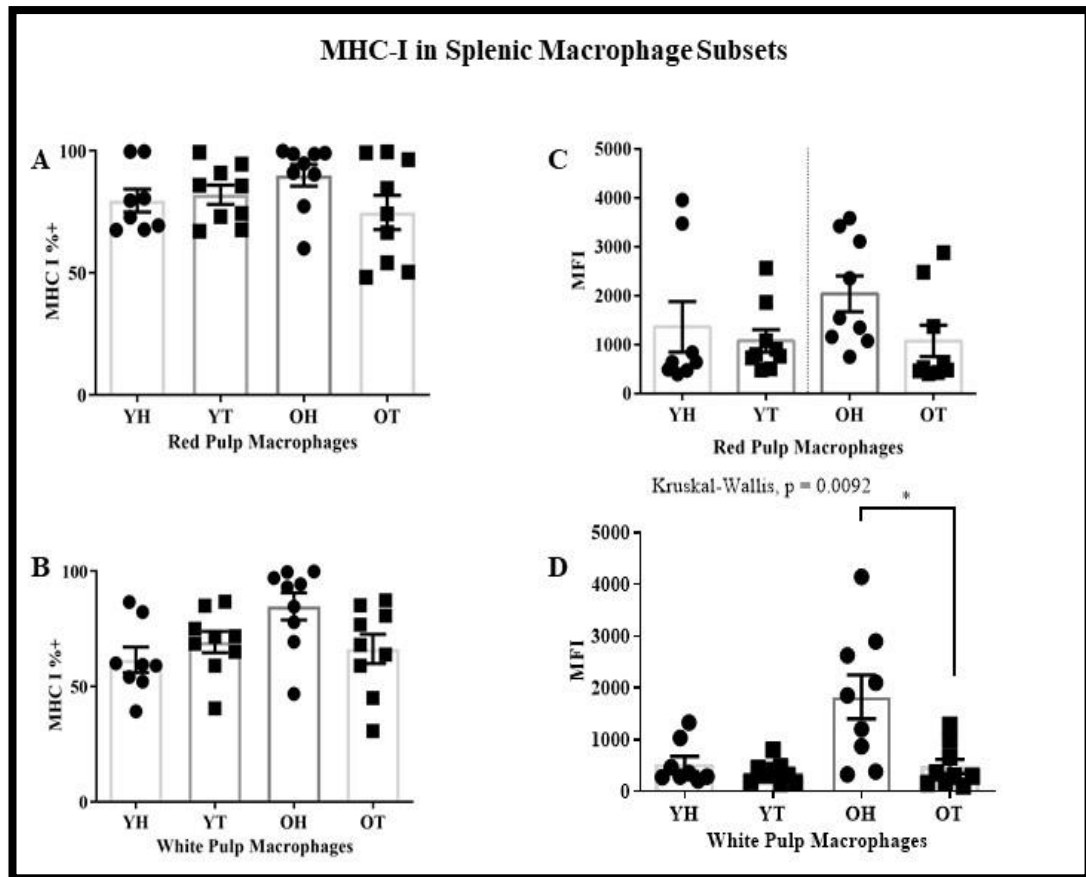 MHC-I in Splenic Macrophage Subsets
A
MHC I %+
100
50
0
YH YT OH OT
Red Pulp Macrophages
C
MFI
5000
4000
3000
2000
1000
0
YH YT OH OT
Red Pulp Macrophages
B
MHC I %+
100
50
0
YH YT OH OT
White Pulp Macrophages
Kruskal-Wallis, p = 0.0092
*
D
MFI
5000
4000
3000
2000
1000
0
YH YT OH OT
White Pulp Macrophages